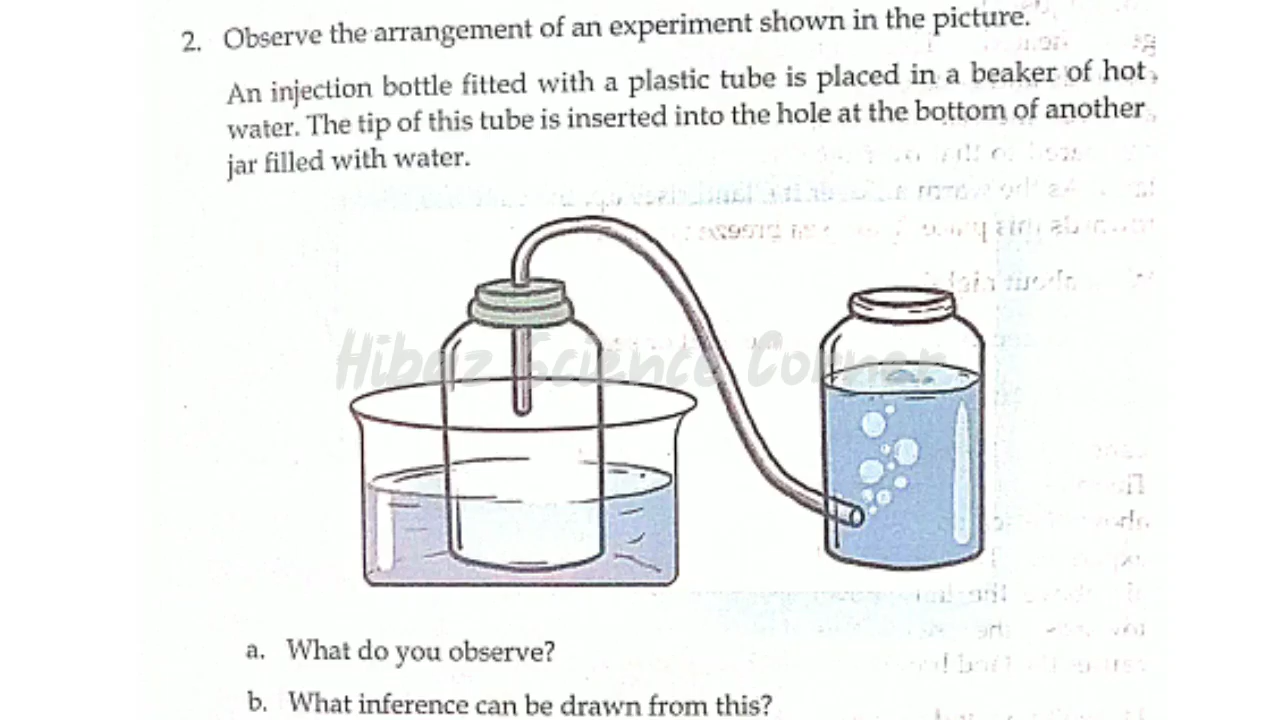 2. Observe the arrangement of an experiment shown in the picture.
An injection bottle fitted with a plastic tube is placed in a beaker of hot
water. The tip of this tube is inserted into the hole at the bottom of another
jar filled with water.
Hibaz Science Corner
a. What do you observe?
b. What inference can be drawn from this?